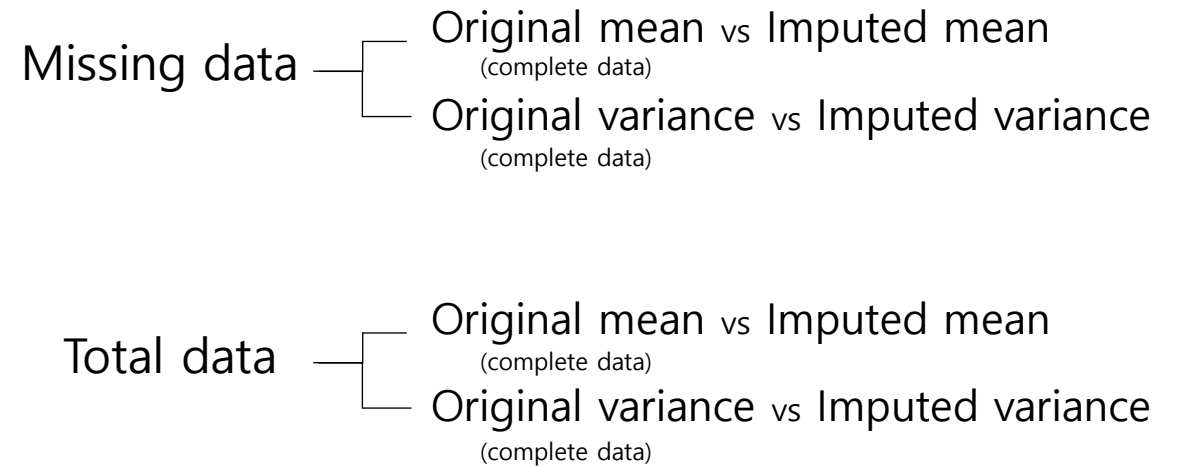 Missing data
Original mean vs Imputed mean
(complete data)
Original variance vs Imputed variance
(complete data)
Total data
Original mean vs Imputed mean
(complete data)
Original variance vs Imputed variance
(complete data)